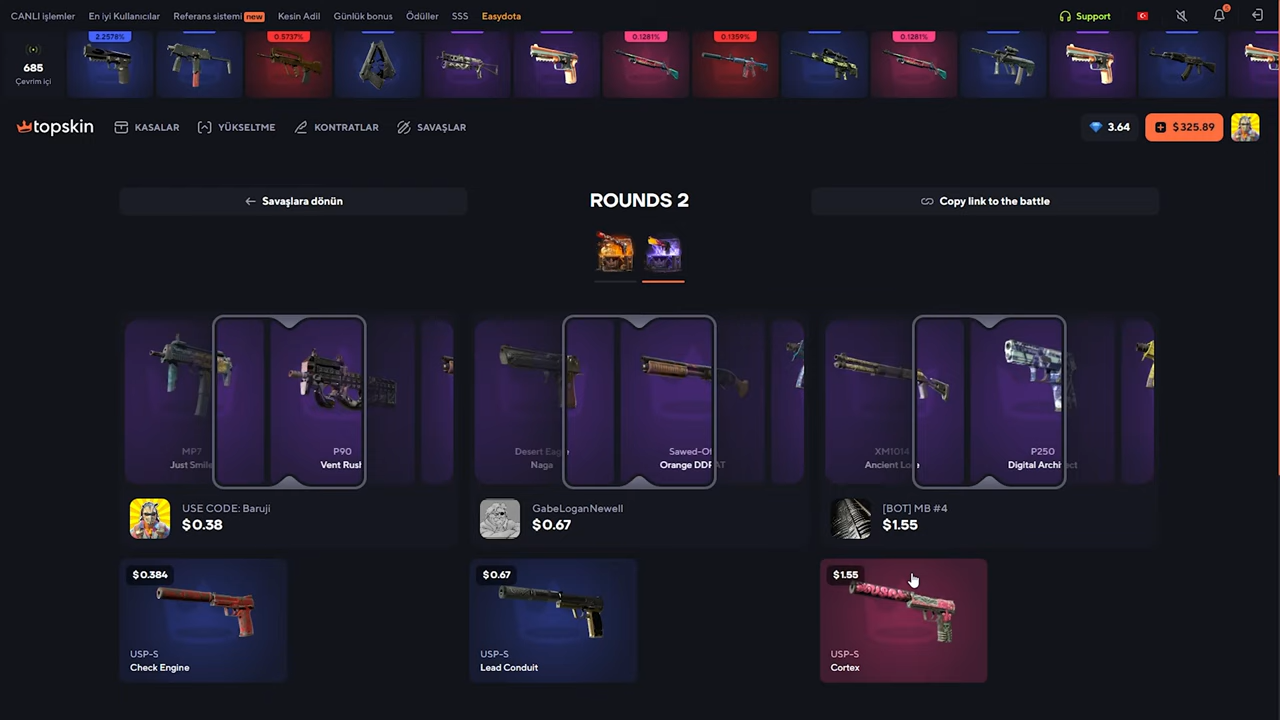 CANLI işlemler En iyi Kullanıcılar Referans sistemi new Kesin Adil Günlük bonus Ödüller SSS Easydota Support 5
2.2578% 0.5737% 0.1281% 0.1359% 0.1281%
685
Çevrim içi
topskin KASALAR YÜKSELTME KONTRATLAR SAVAŞLAR 3.64 $ 325.89
Savaşlara dönün ROUNDS 2 Copy link to the battle
MP7 P90 Desert Eagle Sawed-Of XM1014 P250
Just Smile Vent Rush Naga Orange DDPAT Ancient Lore Digital Architect
USE CODE: Baruji GabeLoganNewell [BOT] MB #4
$ 0.38 $ 0.67 $ 1.55
$ 0.384 $ 0.67 $ 1.55
USP-S USP-S USP-S
Check Engine Lead Conduit Cortex